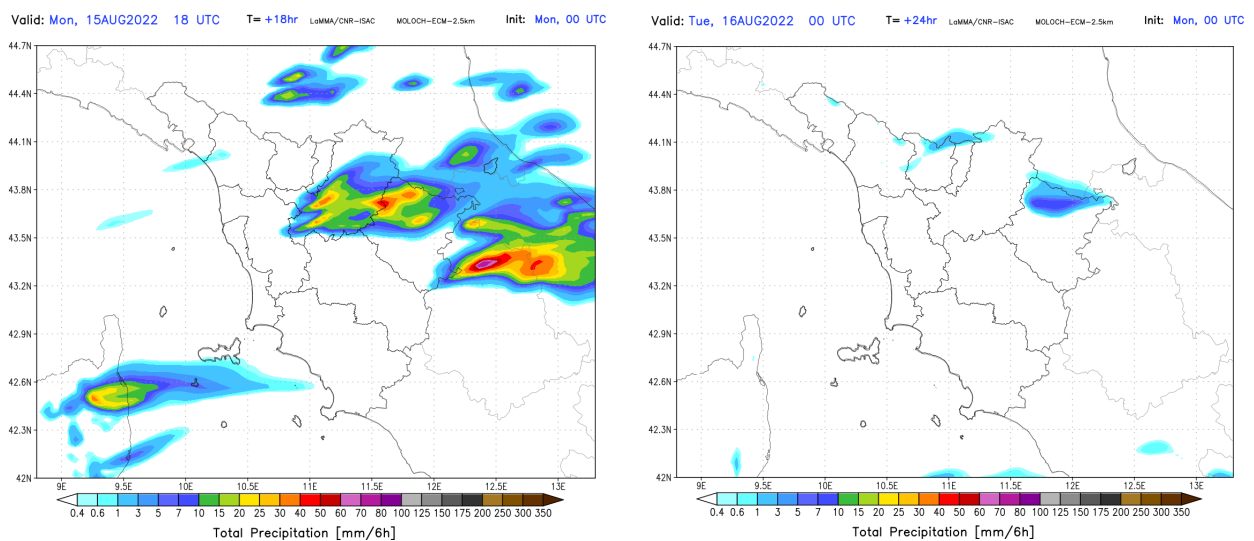 Valid: Mon, 15AUG2022 18 UTC T= +18hr LaMMA/CNR-ISAC MOLOCH-ECM-2.5km Init: Mon, 00 UTC
44.7N
44.4N
44.1N
43.8N
43.5N
43.2N
42.9N
42.6N
42.3N
42N
9E 9.5E 10E 10.5E 11E 11.5E 12E 12.5E 13E
0.4 0.6 1 3 5 7 10 15 20 25 30 40 50 60 70 80 100 125 150 175 200 250 300 350
Total Precipitation [mm/6h]
Valid: Tue, 16AUG2022 00 UTC T= +24hr LaMMA/CNR-ISAC MOLOCH-ECM-2.5km Init: Mon, 00 UTC
44.7N
44.4N
44.1N
43.8N
43.5N
43.2N
42.9N
42.6N
42.3N
42N
9E 9.5E 10E 10.5E 11E 11.5E 12E 12.5E 13E
0.4 0.6 1 3 5 7 10 15 20 25 30 40 50 60 70 80 100 125 150 175 200 250 300 350
Total Precipitation [mm/6h]